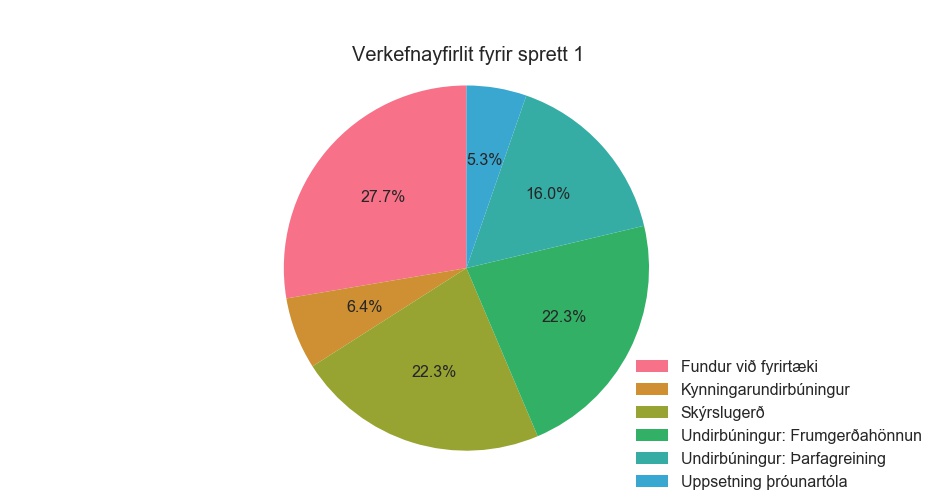 Verkefnayfirlit fyrir sprett 1
5.3%
16.0%
27.7%
6.4%
22.3%
22.3%
Fundur við fyrirtæki
Kynningarundirbúningur
Skýrslugerð
Undirbúningur: Frumgerðahönnun
Undirbúningur: Þarfagreining
Uppsetning þróunartóla